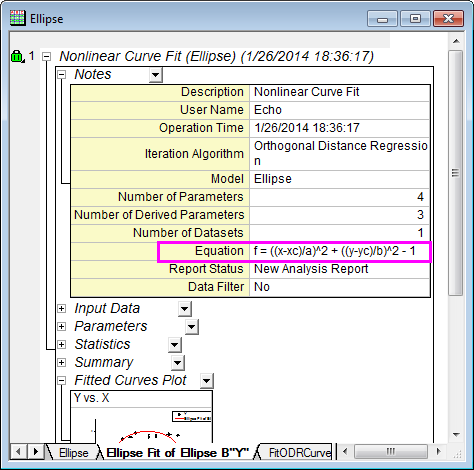 Ellipse
1 Nonlinear Curve Fit (Ellipse) (1/26/2014 18:36:17)
Notes
Description Nonlinear Curve Fit
User Name Echo
Operation Time 1/26/2014 18:36:17
Iteration Algorithm Orthogonal Distance Regressio
n
Model Ellipse
Number of Parameters 4
Number of Derived Parameters 3
Number of Datasets 1
Equation f = ((x-xc)/a)^2 + ((y-yc)/b)^2 - 1
Report Status New Analysis Report
Data Filter No
Input Data
Parameters
Statistics
Summary
Fitted Curves Plot
Y vs. X
Ellipse Ellipse Fit of Ellipse B"Y" FitODRCurve